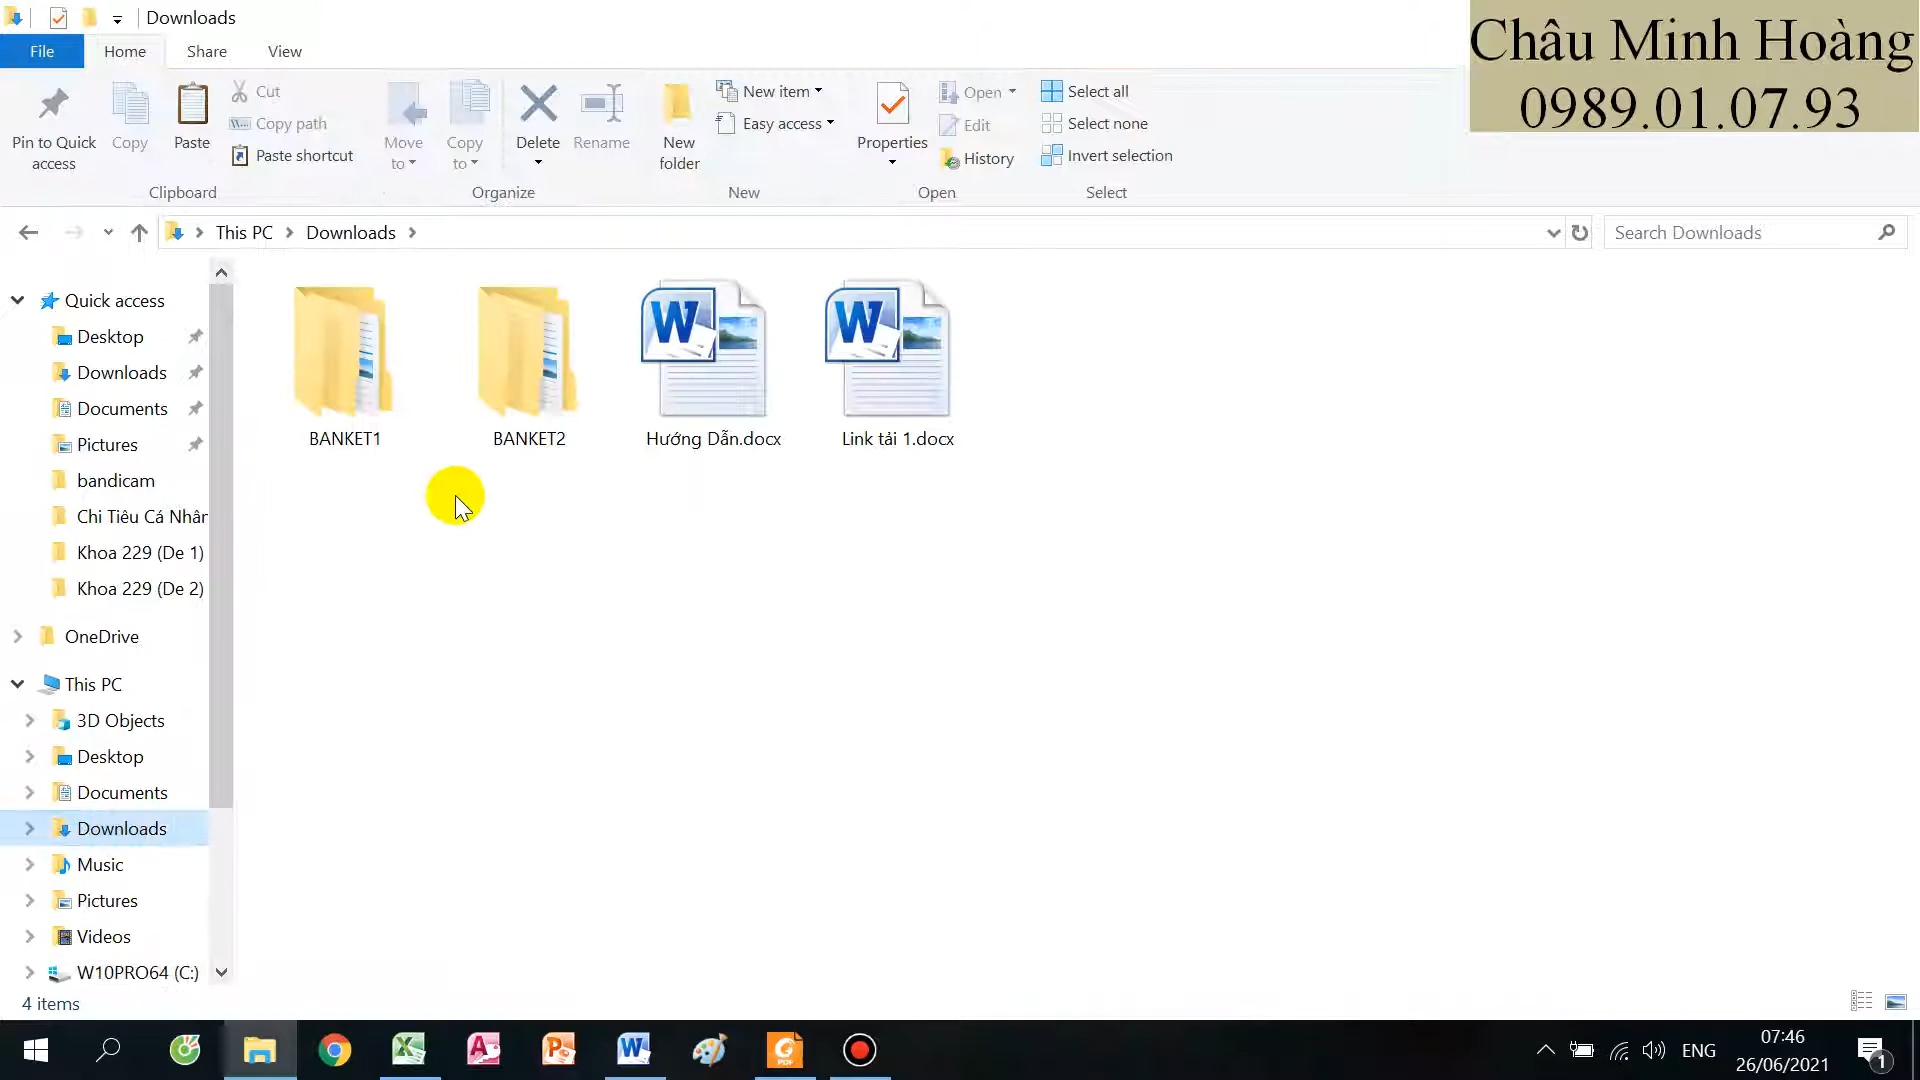 Downloads
Châu Minh Hoàng
0989.01.07.93
File
Home
Share
View
Pin to Quick
access
Copy
Paste
Cut
Copy path
Paste shortcut
Clipboard
Move
to
Copy
to
Delete
Rename
Organize
New
folder
New item
Easy access
New
Properties
Open
Edit
History
Open
Select all
Select none
Invert selection
Select
This PC
Downloads
Search Downloads
Quick access
Desktop
Downloads
Documents
Pictures
bandicam
Chi Tiêu Cá Nhân
Khoa 229 (De 1)
Khoa 229 (De 2)
OneDrive
This PC
3D Objects
Desktop
Documents
Downloads
Music
Pictures
Videos
W10PRO64 (C:)
BANKET1
BANKET2
Hướng Dẫn.docx
Link tải 1.docx
4 items
ENG
07:46
26/06/2021
1